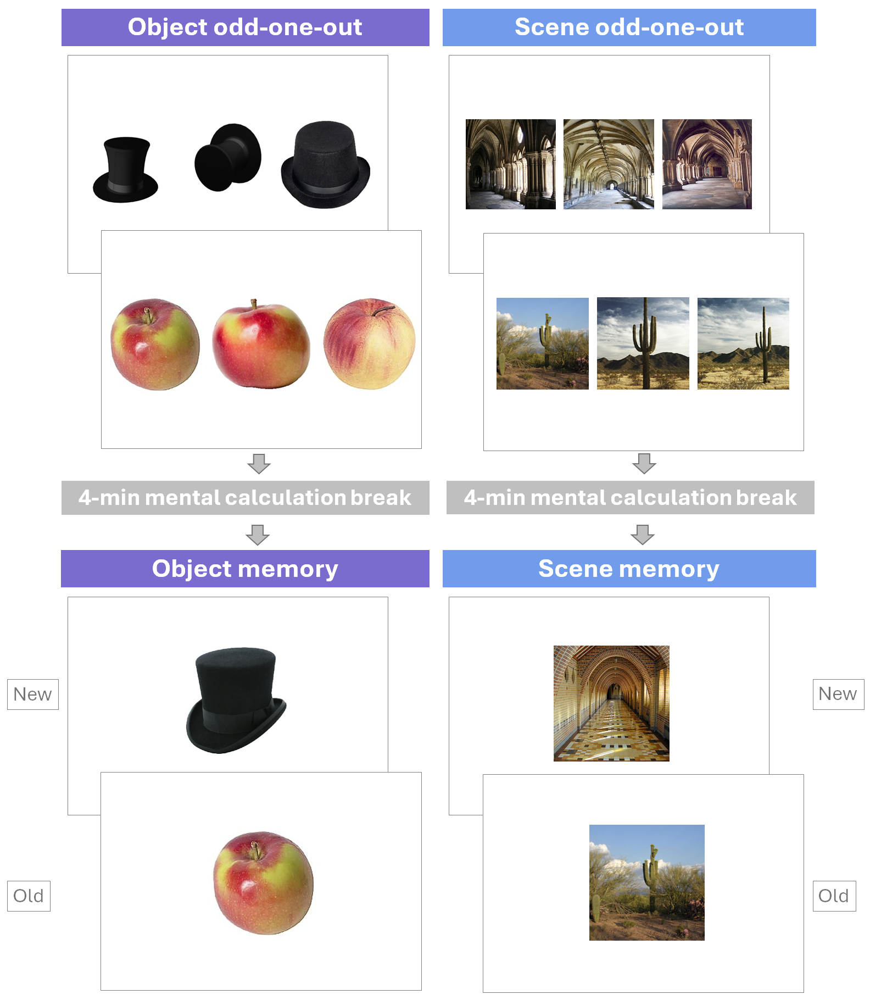 Object odd-one-out
Scene odd-one-out
4-min mental calculation break
4-min mental calculation break
Object memory
Scene memory
New
New
Old
Old